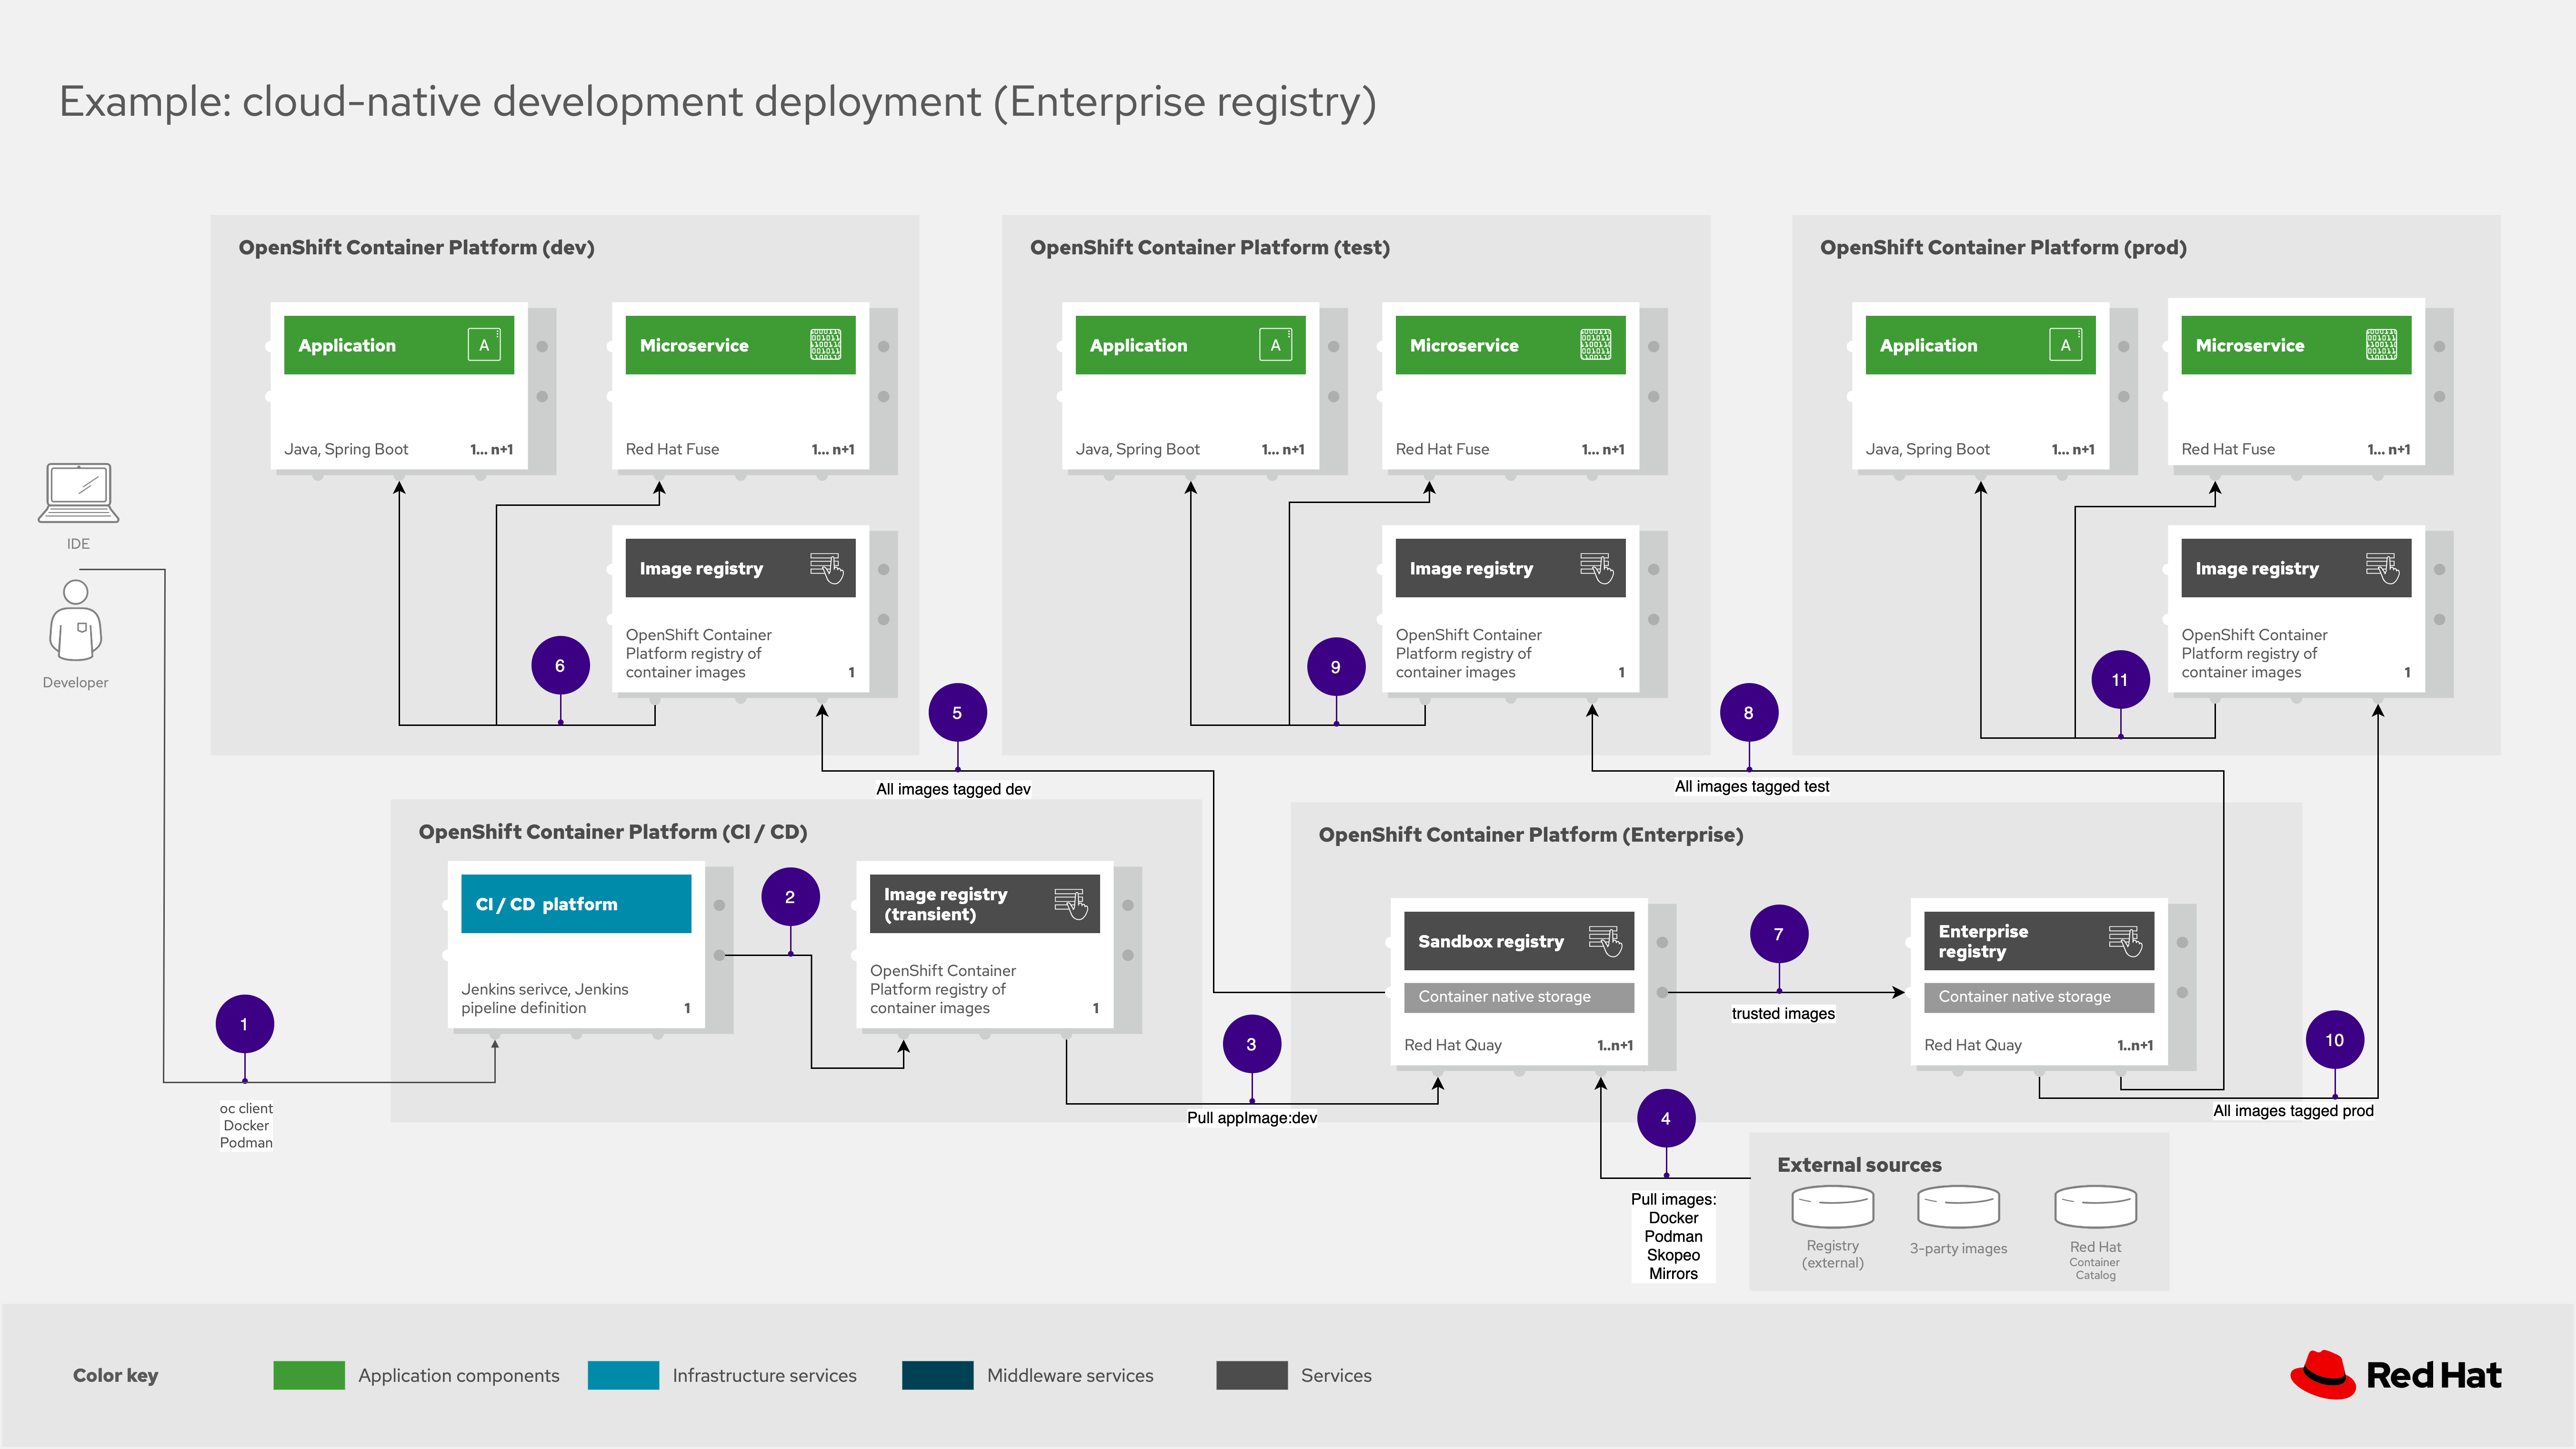 Example: cloud-native development deployment (Enterprise registry)
OpenShift Container Platform (dev)
Application
A
Java, Spring Boot
1... n+1
Microservice
Red Hat Fuse
1... n+1
Image registry
OpenShift Container
Platform registry of
container images
1
6
OpenShift Container Platform (test)
Application
A
Java, Spring Boot
1... n+1
Microservice
Red Hat Fuse
1... n+1
Image registry
OpenShift Container
Platform registry of
container images
1
9
OpenShift Container Platform (prod)
Application
A
Java, Spring Boot
1... n+1
Microservice
Red Hat Fuse
1... n+1
Image registry
OpenShift Container
Platform registry of
container images
1
11
IDE
Developer
5
All images tagged dev
8
All images tagged test
1
oc client
Docker
Podman
OpenShift Container Platform (CI / CD)
CI / CD platform
Jenkins serivce, Jenkins
pipeline definition
1
2
Image registry
(transient)
OpenShift Container
Platform registry of
container images
1
3
Pull appImage:dev
OpenShift Container Platform (Enterprise)
Sandbox registry
Container native storage
Red Hat Quay
1..n+1
7
trusted images
Enterprise
registry
Container native storage
Red Hat Quay
1..n+1
10
All images tagged prod
4
Pull images:
Docker
Podman
Skopeo
Mirrors
External sources
Registry
(external)
3-party images
Red Hat
Container
Catalog
Color key
Application components
Infrastructure services
Middleware services
Services
Red Hat